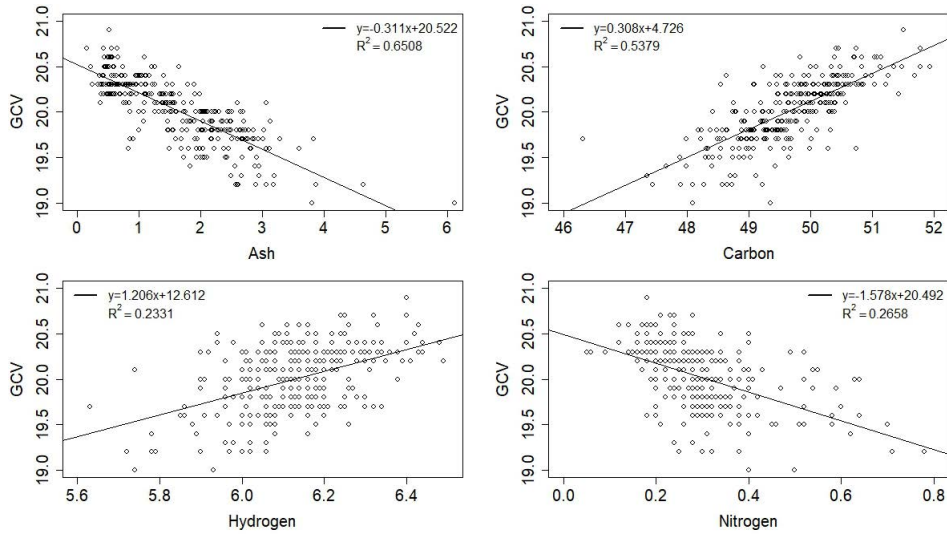 y=-0.311x+20.522
R² = 0.6508
21.0
20.5
20.0
19.5
19.0
GCV
0 1 2 3 4 5 6
Ash
y=0.308x+4.726
R² = 0.5379
21.0
20.5
20.0
19.5
19.0
GCV
46 47 48 49 50 51 52
Carbon
y=1.206x+12.612
R² = 0.2331
21.0
20.5
20.0
19.5
19.0
GCV
5.6 5.8 6.0 6.2 6.4
Hydrogen
y=-1.578x+20.492
R² = 0.2658
21.0
20.5
20.0
19.5
19.0
GCV
0.0 0.2 0.4 0.6 0.8
Nitrogen